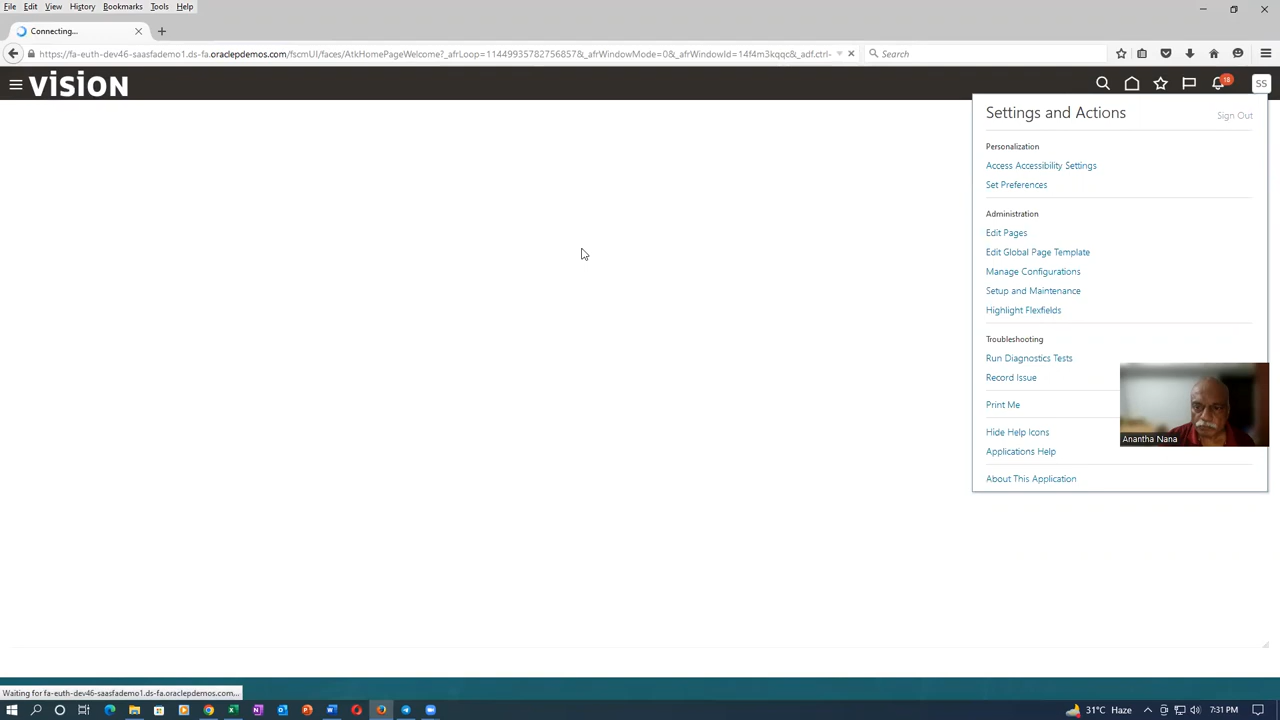 File Edit View History Bookmarks Tools Help
Connecting...
https://fa-euth-dev46-saasfademo1.ds-fa.oraclepdemos.com/fscmUI/faces/AtkHomePageWelcome?_afrLoop=11449935782756857&_afrWindowMode=0&_afrWindowId=14f4m3kqqc&_adf.ctrl-
Search
vision
18
SS
Settings and Actions
Sign Out
Personalization
Access Accessibility Settings
Set Preferences
Administration
Edit Pages
Edit Global Page Template
Manage Configurations
Setup and Maintenance
Highlight Flexfields
Troubleshooting
Run Diagnostics Tests
Record Issue
Print Me
Hide Help Icons
Applications Help
About This Application
Anantha Nana
Waiting for fa-euth-dev46-saasfademo1.ds-fa.oraclepdemos.com...
31°C Haze
7:31 PM